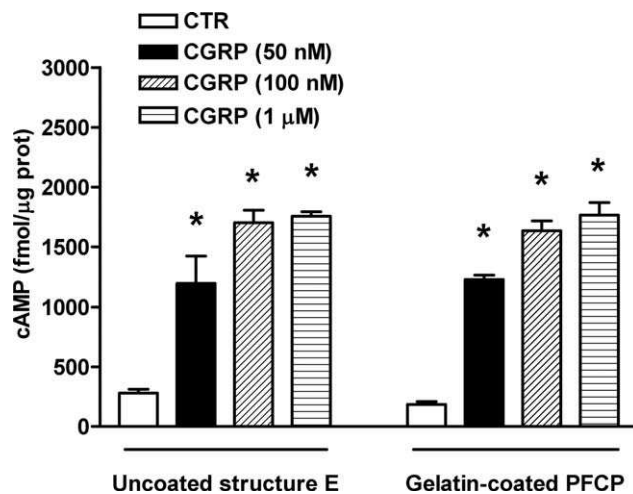 CTR
CGRP (50 nM)
CGRP (100 nM)
CGRP (1 μM)
3000
2500
2000
1500
1000
500
0
cAMP (fmol/μg prot)
* * *
* * *
Uncoated structure E
Gelatin-coated PFCP